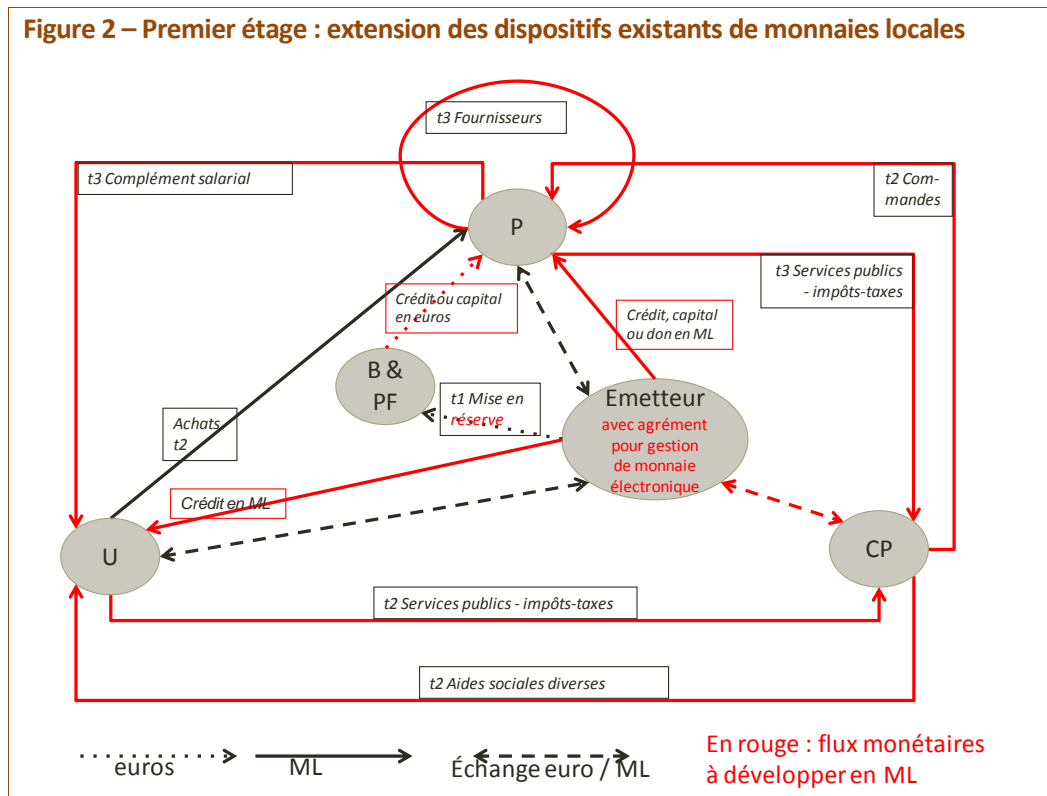 Figure 2 – Premier étage : extension des dispositifs existants de monnaies locales
t3 Fournisseurs
t3 Complément salarial
t2 Com-
mandes
P
t3 Services publics
- impôts-taxes
Crédit ou capital
en euros
Crédit, capital
ou don en ML
B &
PF
t1 Mise en
réserve
Emetteur
avec agrément
pour gestion
de monnaie
électronique
Achats
t2
Crédit en ML
U
CP
t2 Services publics - impôts-taxes
t2 Aides sociales diverses
euros
ML
Échange euro / ML
En rouge : flux monétaires
à développer en ML